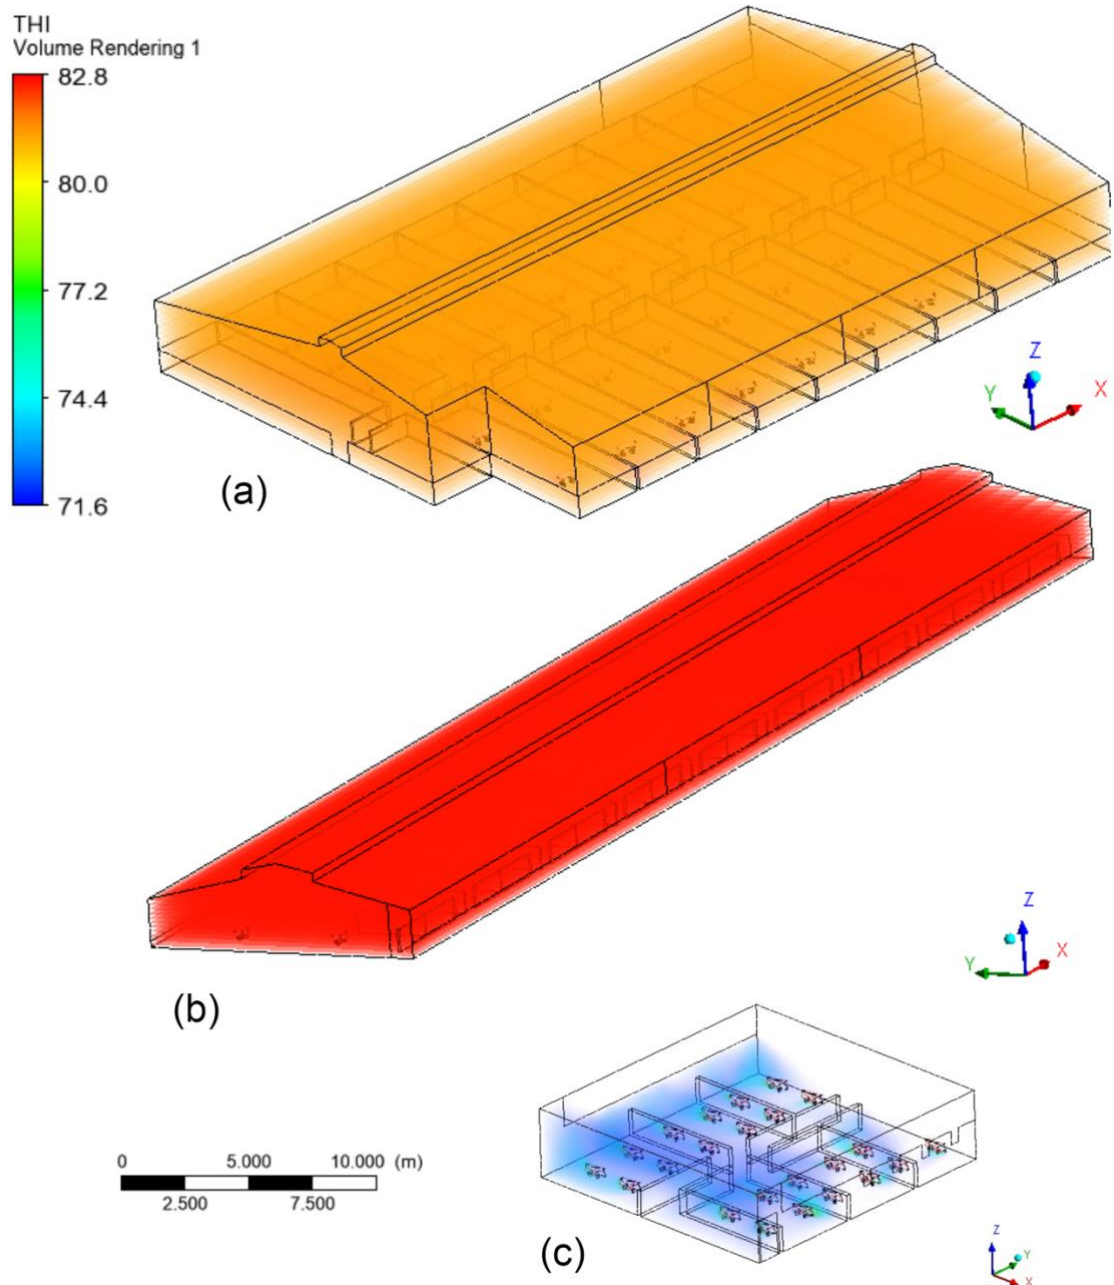 THI
Volume Rendering 1
82.8
80.0
77.2
74.4
71.6
Z
Y
X
(a)
Z
Y
X
(b)
0 5.000 10.000 (m)
2.500 7.500
(c)
Z
Y
X